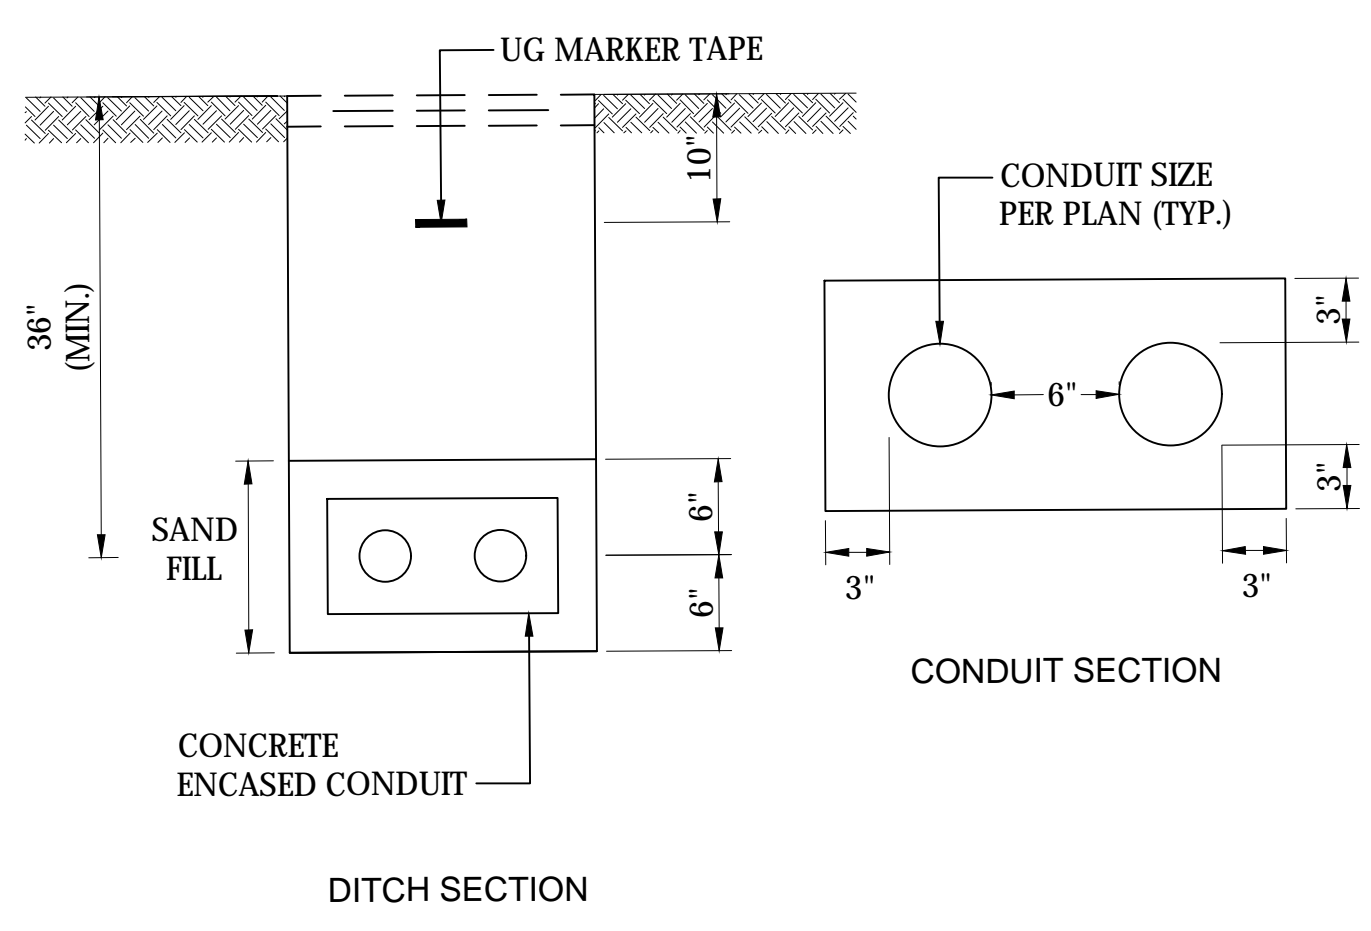 UG MARKER TAPE
10"
CONDUIT SIZE
PER PLAN (TYP.)
36"
(MIN.)
3"
6"
3"
SAND
FILL
6"
6"
3"
3"
CONDUIT SECTION
CONCRETE
ENCASED CONDUIT
DITCH SECTION